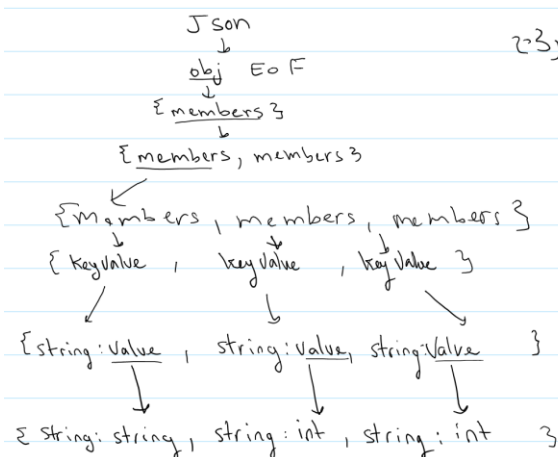 Json
obj EoF
{ members }
{ members, members }
{ members, members, members }
{ keyValue, keyValue, keyValue }
{ string: value, string: value, string: value }
{ string: string, string: int, string: int }